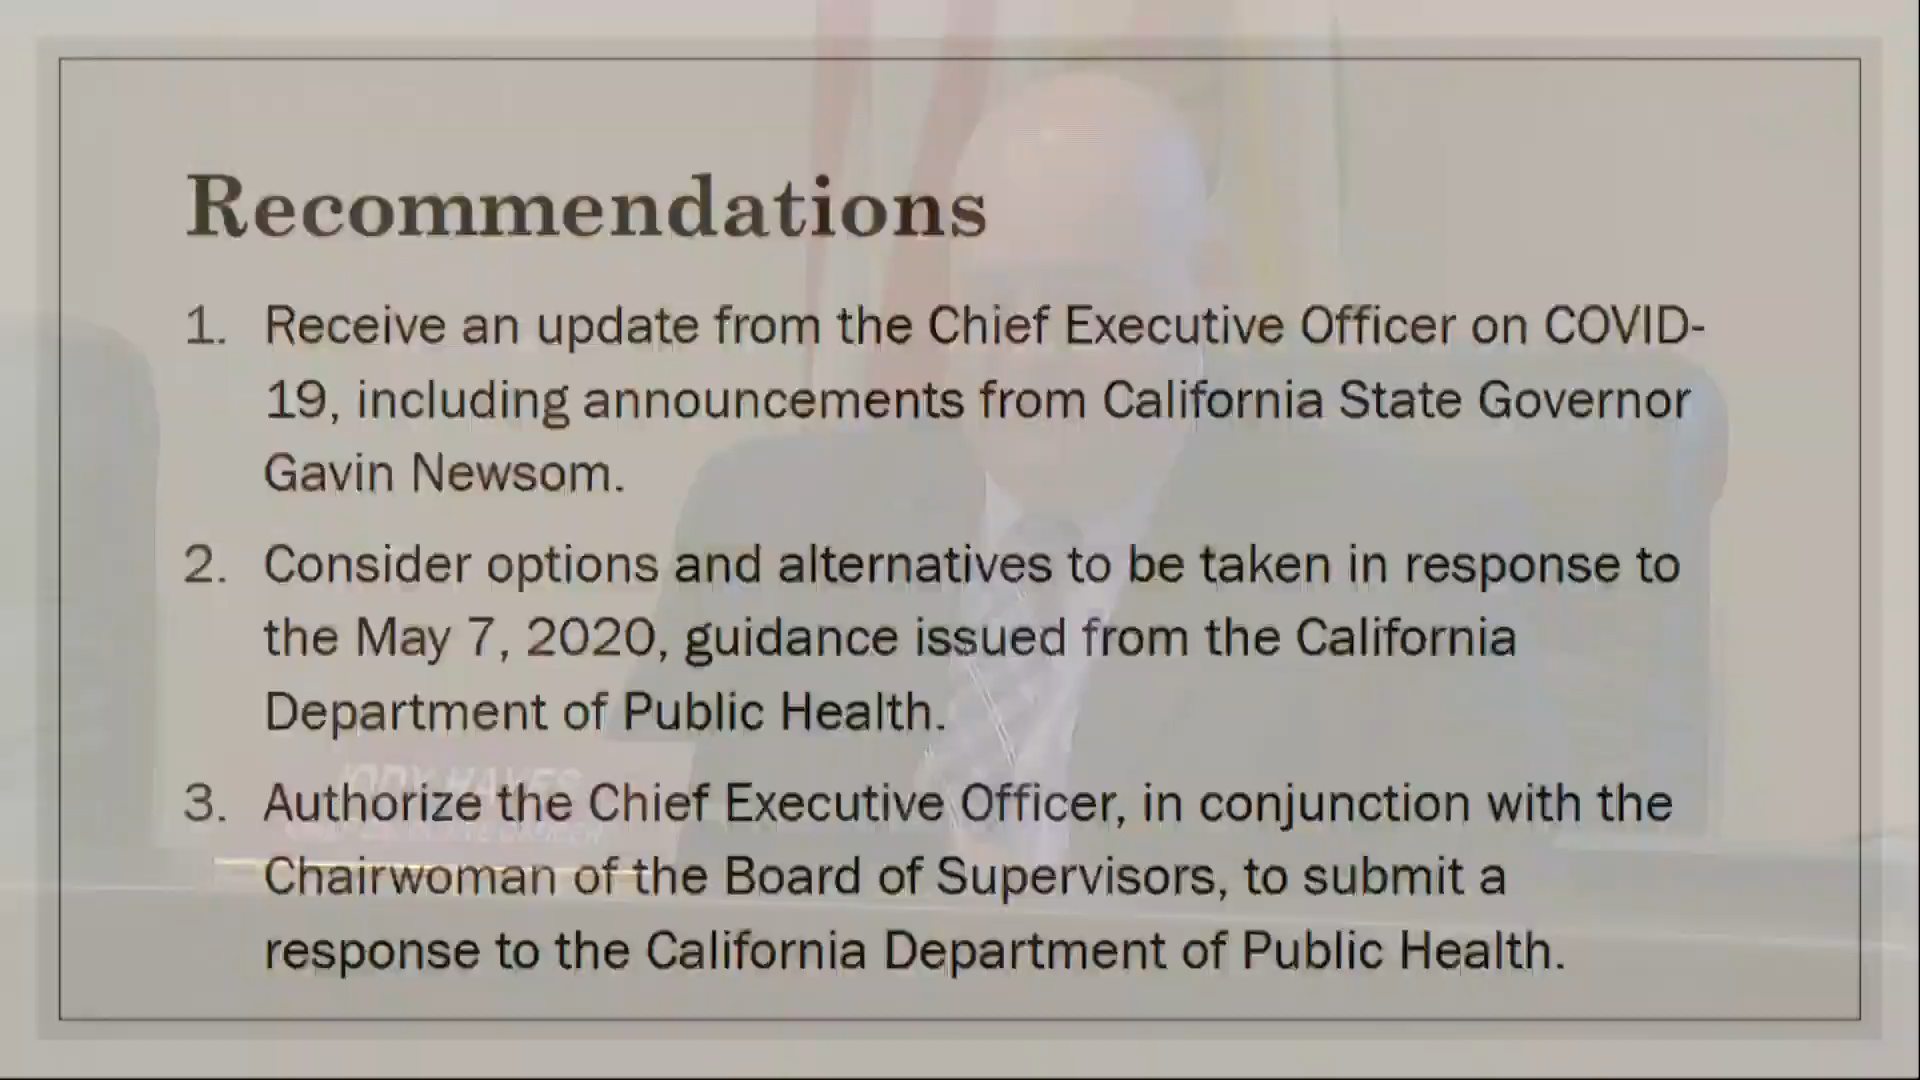 Recommendations
1. Receive an update from the Chief Executive Officer on COVID-
19, including announcements from California State Governor
Gavin Newsom.
2. Consider options and alternatives to be taken in response to
the May 7, 2020, guidance issued from the California
Department of Public Health.
JODY HAYES
3. Authorize the Chief Executive Officer, in conjunction with the
Chairwoman of the Board of Supervisors, to submit a
response to the California Department of Public Health.